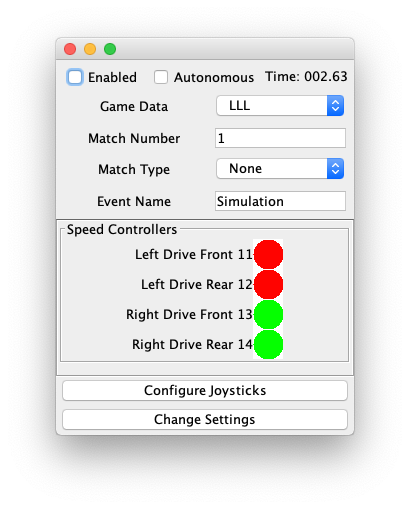 Enabled Autonomous Time: 002.63
Game Data LLL
Match Number 1
Match Type None
Event Name Simulation
Speed Controllers
Left Drive Front 11
Left Drive Rear 12
Right Drive Front 13
Right Drive Rear 14
Configure Joysticks
Change Settings